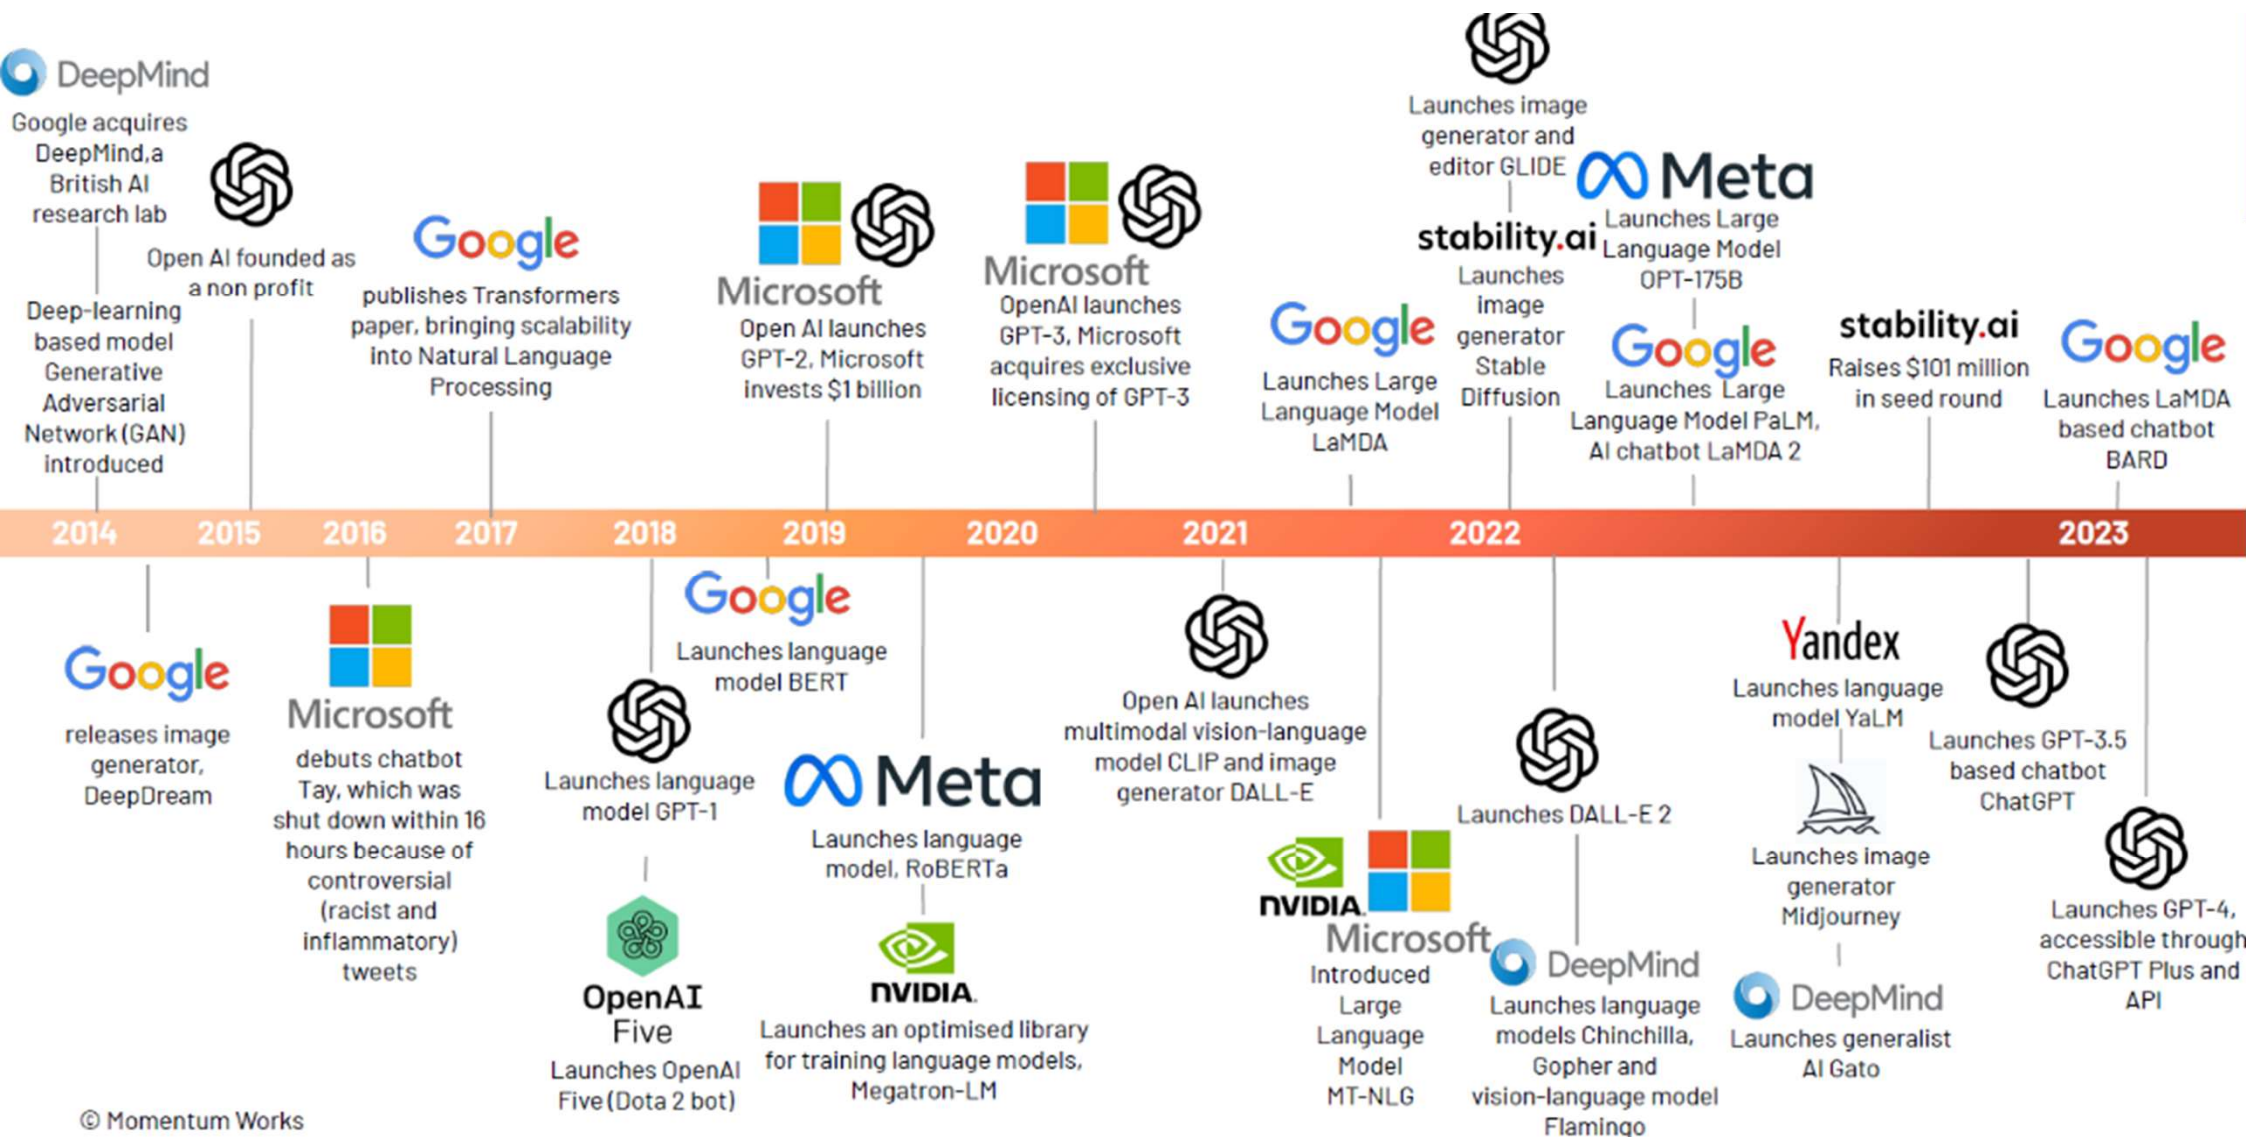 DeepMind
Google acquires
DeepMind,a
British AI
research lab
Deep-learning
based model
Generative
Adversarial
Network (GAN)
introduced
Open AI founded as
a non profit
Google
publishes Transformers
paper, bringing scalability
into Natural Language
Processing
Microsoft
Open AI launches
GPT-2, Microsoft
invests $1 billion
Microsoft
OpenAI launches
GPT-3, Microsoft
acquires exclusive
licensing of GPT-3
Google
Launches Large
Language Model
LaMDA
Launches image
generator and
editor GLIDE
stability.ai
Launches
image
generator
Stable
Diffusion
Meta
Launches Large
Language Model
OPT-175B
Google
Launches Large
Language Model PaLM,
AI chatbot LaMDA 2
stability.ai
Raises $101 million
in seed round
Google
Launches LaMDA
based chatbot
BARD
2014 2015 2016 2017 2018 2019 2020 2021 2022 2023
Google
releases image
generator,
DeepDream
Microsoft
debuts chatbot
Tay, which was
shut down within 16
hours because of
controversial
(racist and
inflammatory)
tweets
Launches language
model GPT-1
OpenAI
Five
Launches OpenAI
Five (Dota 2 bot)
Google
Launches language
model BERT
Meta
Launches language
model, RoBERTa
NVIDIA.
Launches an optimised library
for training language models,
Megatron-LM
Open AI launches
multimodal vision-language
model CLIP and image
generator DALL-E
NVIDIA.
Microsoft
Introduced
Large
Language
Model
MT-NLG
Launches DALL-E 2
DeepMind
Launches language
models Chinchilla,
Gopher and
vision-language model
Flamingo
Yandex
Launches language
model YaLM
Launches image
generator
Midjourney
DeepMind
Launches generalist
AI Gato
Launches GPT-3.5
based chatbot
ChatGPT
Launches GPT-4,
accessible through
ChatGPT Plus and
API
© Momentum Works